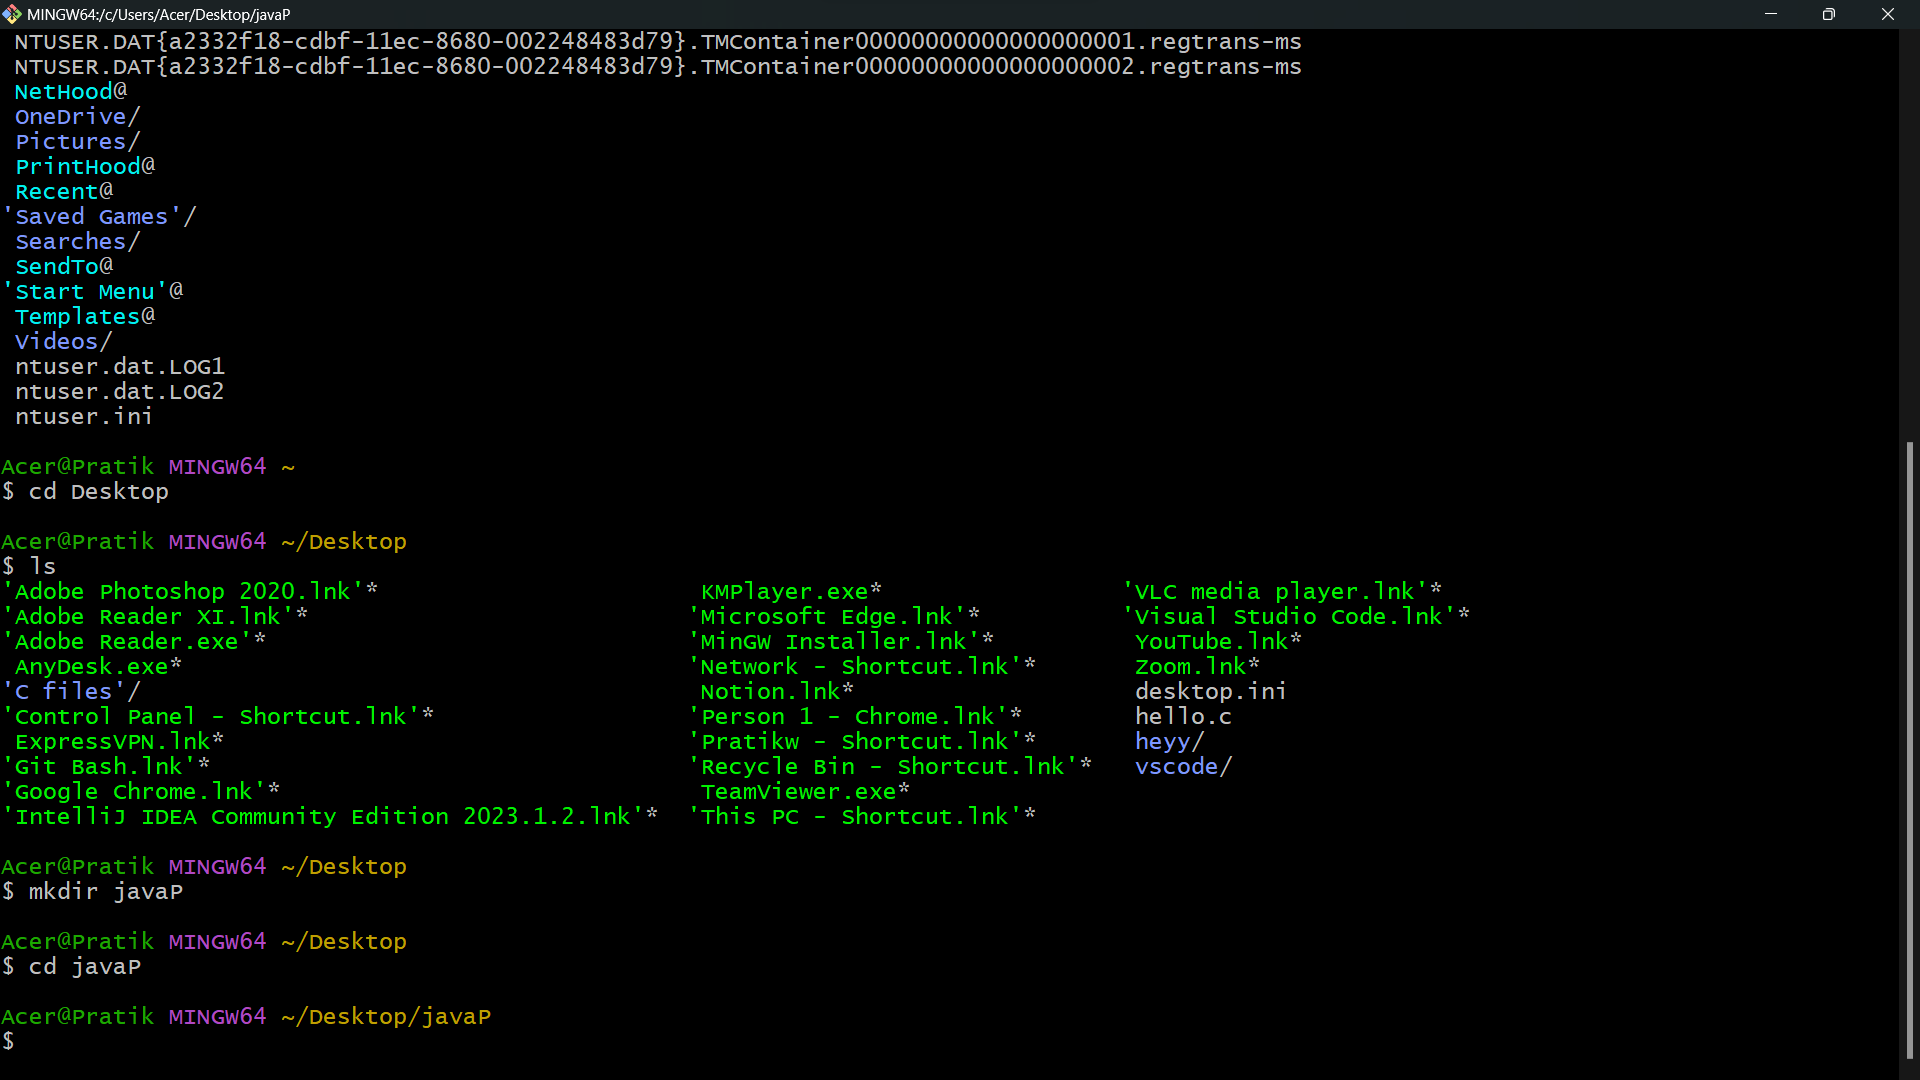 MINGW64:/c/Users/Acer/Desktop/javaP
NTUSER.DAT{a2332f18-cdbf-11ec-8680-002248483d79}.TMContainer00000000000000000001.regtrans-ms
NTUSER.DAT{a2332f18-cdbf-11ec-8680-002248483d79}.TMContainer00000000000000000002.regtrans-ms
NetHood@
OneDrive/
Pictures/
PrintHood@
Recent@
'Saved Games'/
Searches/
SendTo@
'Start Menu'@
Templates@
Videos/
ntuser.dat.LOG1
ntuser.dat.LOG2
ntuser.ini
Acer@Pratik MINGW64 ~
$ cd Desktop
Acer@Pratik MINGW64 ~/Desktop
$ ls
'Adobe Photoshop 2020.lnk'* KMPlayer.exe* 'VLC media player.lnk'*
'Adobe Reader XI.lnk'* 'Microsoft Edge.lnk'* 'Visual Studio Code.lnk'*
'Adobe Reader.exe'* 'MinGW Installer.lnk'* YouTube.lnk*
AnyDesk.exe* 'Network - Shortcut.lnk'* Zoom.lnk*
'C files'/ Notion.lnk* desktop.ini
'Control Panel - Shortcut.lnk'* 'Person 1 - Chrome.lnk'* hello.c
ExpressVPN.lnk* 'Pratikw - Shortcut.lnk'* heyy/
'Git Bash.lnk'* 'Recycle Bin - Shortcut.lnk'* vscode/
'Google Chrome.lnk'* TeamViewer.exe*
'IntelliJ IDEA Community Edition 2023.1.2.lnk'* 'This PC - Shortcut.lnk'*
Acer@Pratik MINGW64 ~/Desktop
$ mkdir javaP
Acer@Pratik MINGW64 ~/Desktop
$ cd javaP
Acer@Pratik MINGW64 ~/Desktop/javaP
$